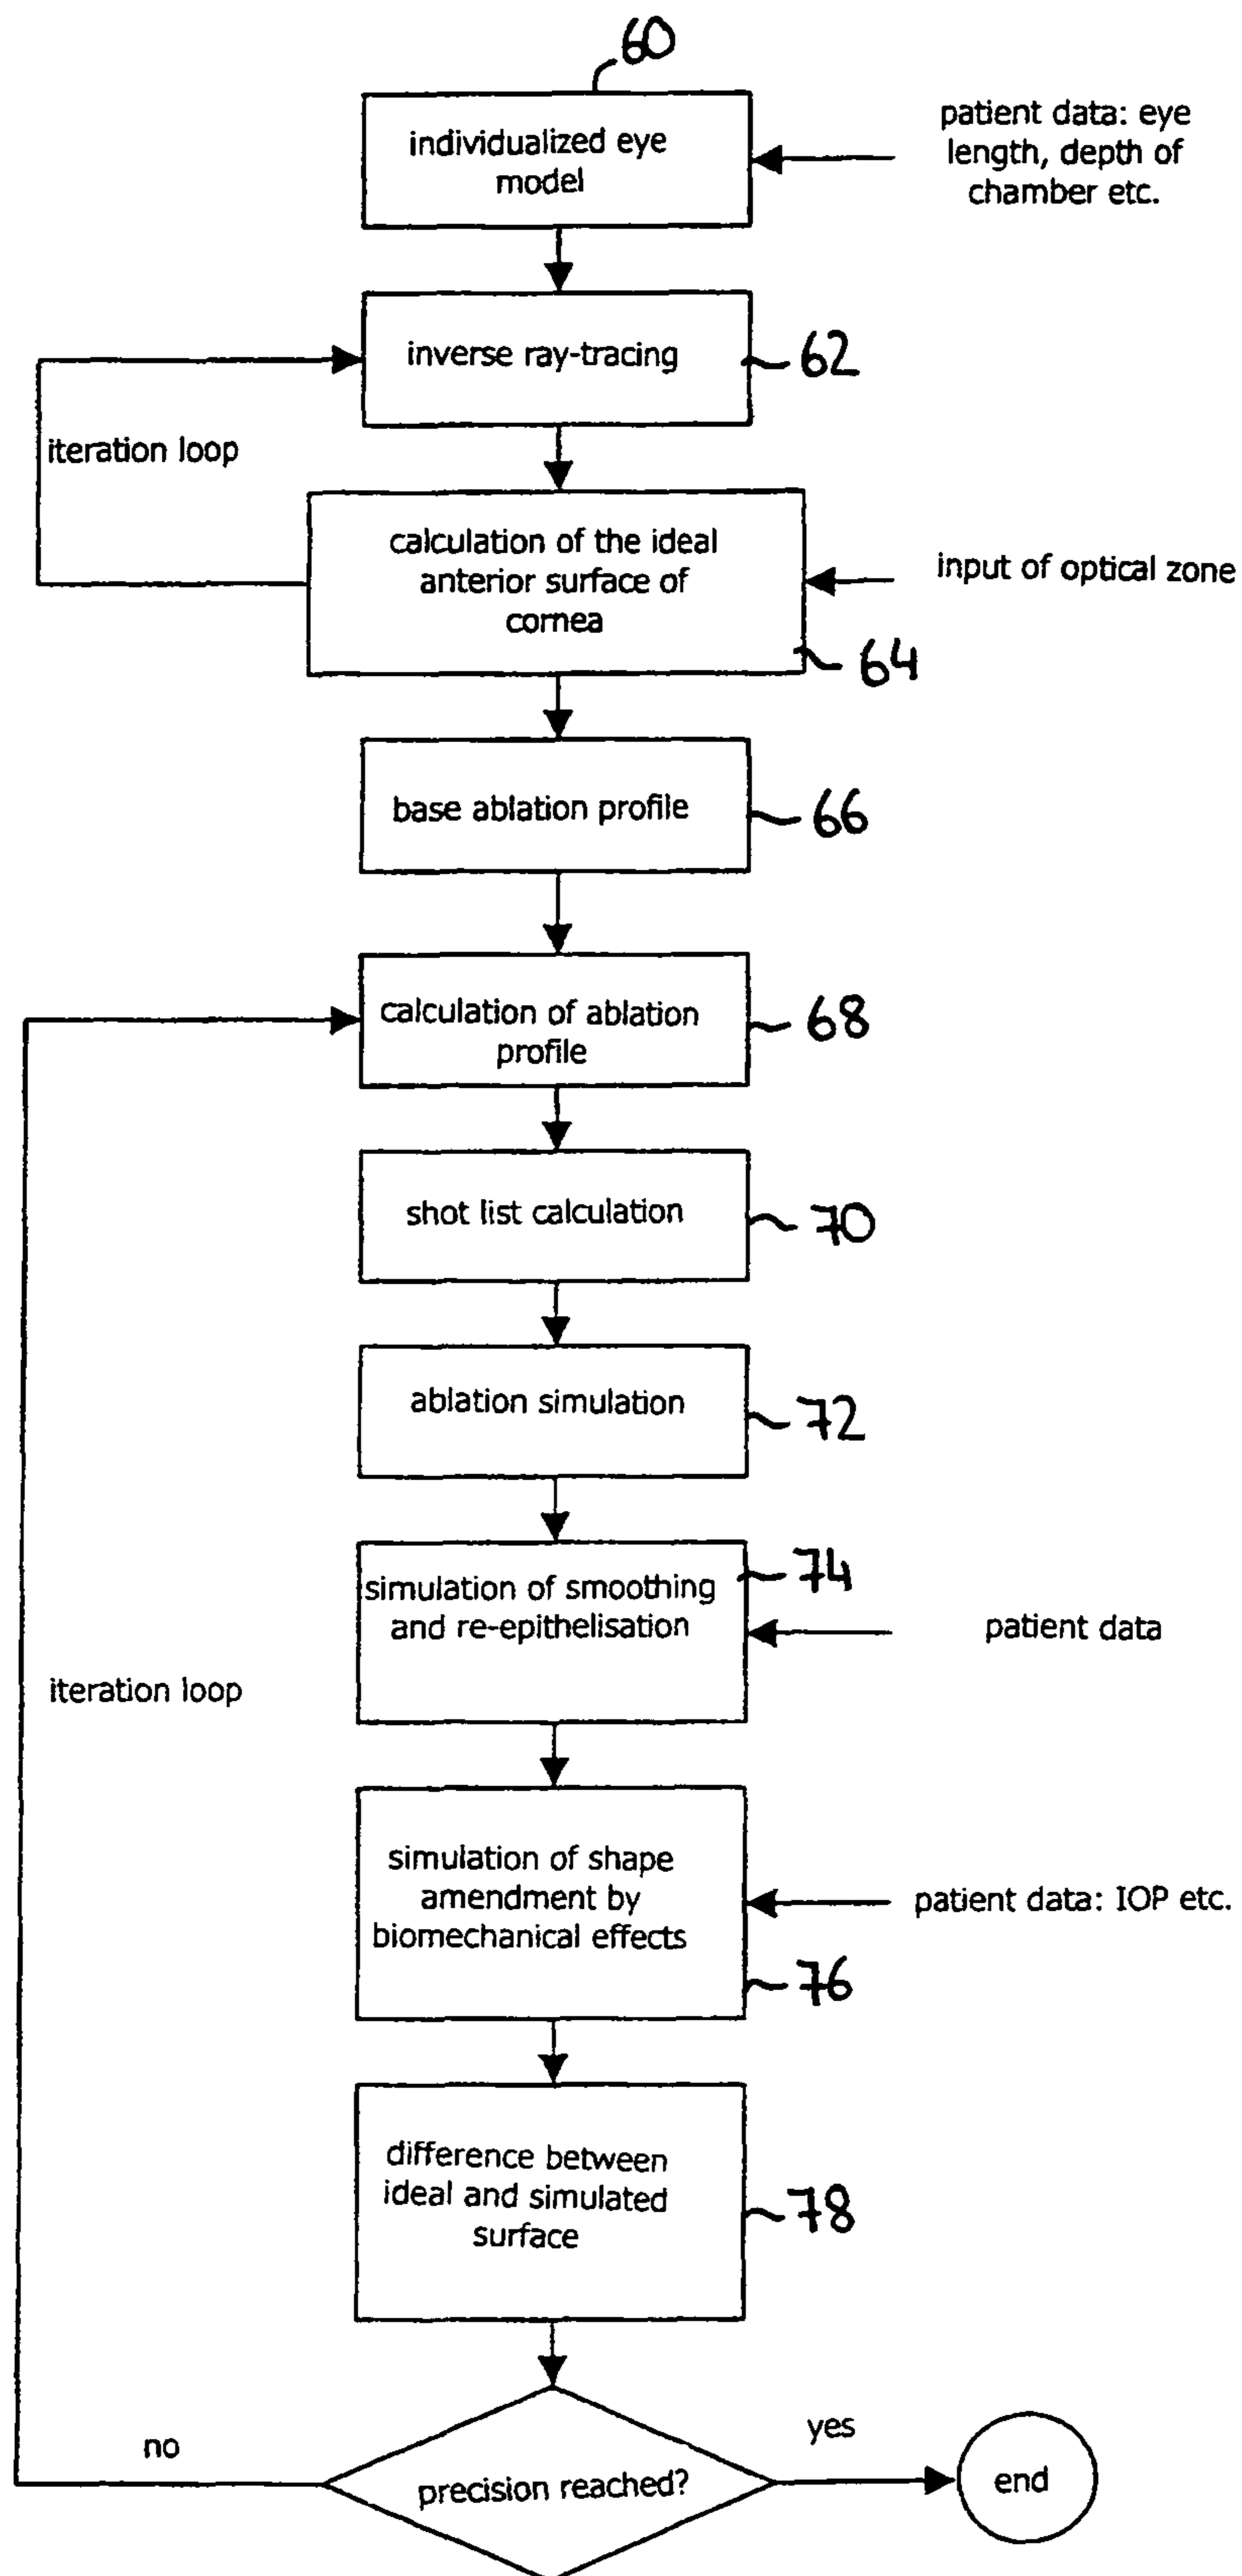 60
individualized eye
model
patient data: eye
length, depth of
chamber etc.
inverse ray-tracing
62
iteration loop
calculation of the ideal
anterior surface of
cornea
input of optical zone
64
base ablation profile
66
calculation of ablation
profile
68
shot list calculation
70
ablation simulation
72
simulation of smoothing
and re-epithelisation
74
patient data
iteration loop
simulation of shape
amendment by
biomechanical effects
patient data: IOP etc.
76
difference between
ideal and simulated
surface
78
no
precision reached?
yes
end